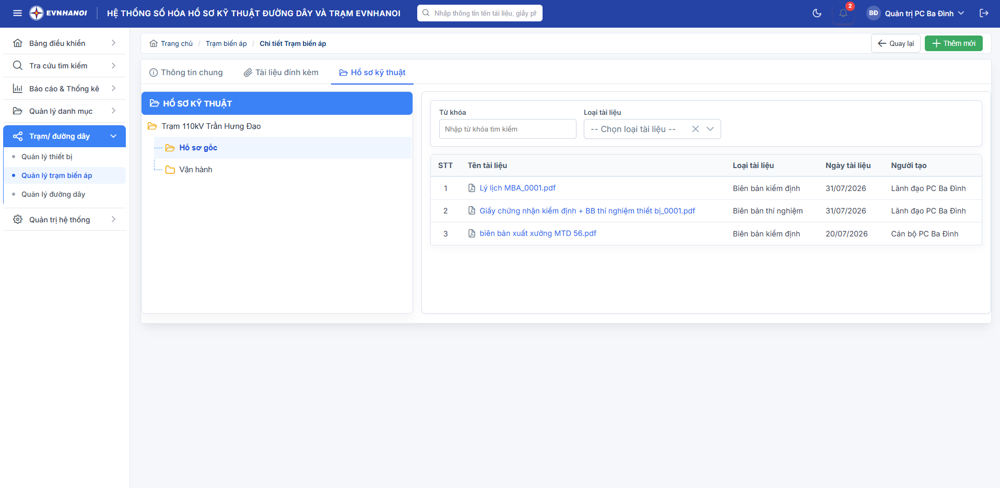 EVNHANOI
HỆ THỐNG SỐ HÓA HỒ SƠ KỸ THUẬT ĐƯỜNG DÂY VÀ TRẠM EVNHANOI
Nhập thông tin tên tài liệu, giấy ph
2
BĐ
Quản trị PC Ba Đình
Bảng điều khiển
Tra cứu tìm kiếm
Báo cáo & Thống kê
Quản lý danh mục
Trạm/ đường dây
Quản lý thiết bị
Quản lý trạm biến áp
Quản lý đường dây
Quản trị hệ thống
Trang chủ / Trạm biến áp / Chi tiết Trạm biến áp
Quay lại
Thêm mới
Thông tin chung
Tài liệu đính kèm
Hồ sơ kỹ thuật
HỒ SƠ KỸ THUẬT
Trạm 110kV Trần Hưng Đạo
Hồ sơ gốc
Vận hành
Từ khóa
Nhập từ khóa tìm kiếm
Loại tài liệu
-- Chọn loại tài liệu --
STT Tên tài liệu Loại tài liệu Ngày tài liệu Người tạo
1 Lý lịch MBA_0001.pdf Biên bản kiểm định 31/07/2026 Lãnh đạo PC Ba Đình
2 Giấy chứng nhận kiểm định + BB thí nghiệm thiết bị_0001.pdf Biên bản thí nghiệm 31/07/2026 Lãnh đạo PC Ba Đình
3 biên bản xuất xưởng MTD 56.pdf Biên bản kiểm định 20/07/2026 Cán bộ PC Ba Đình